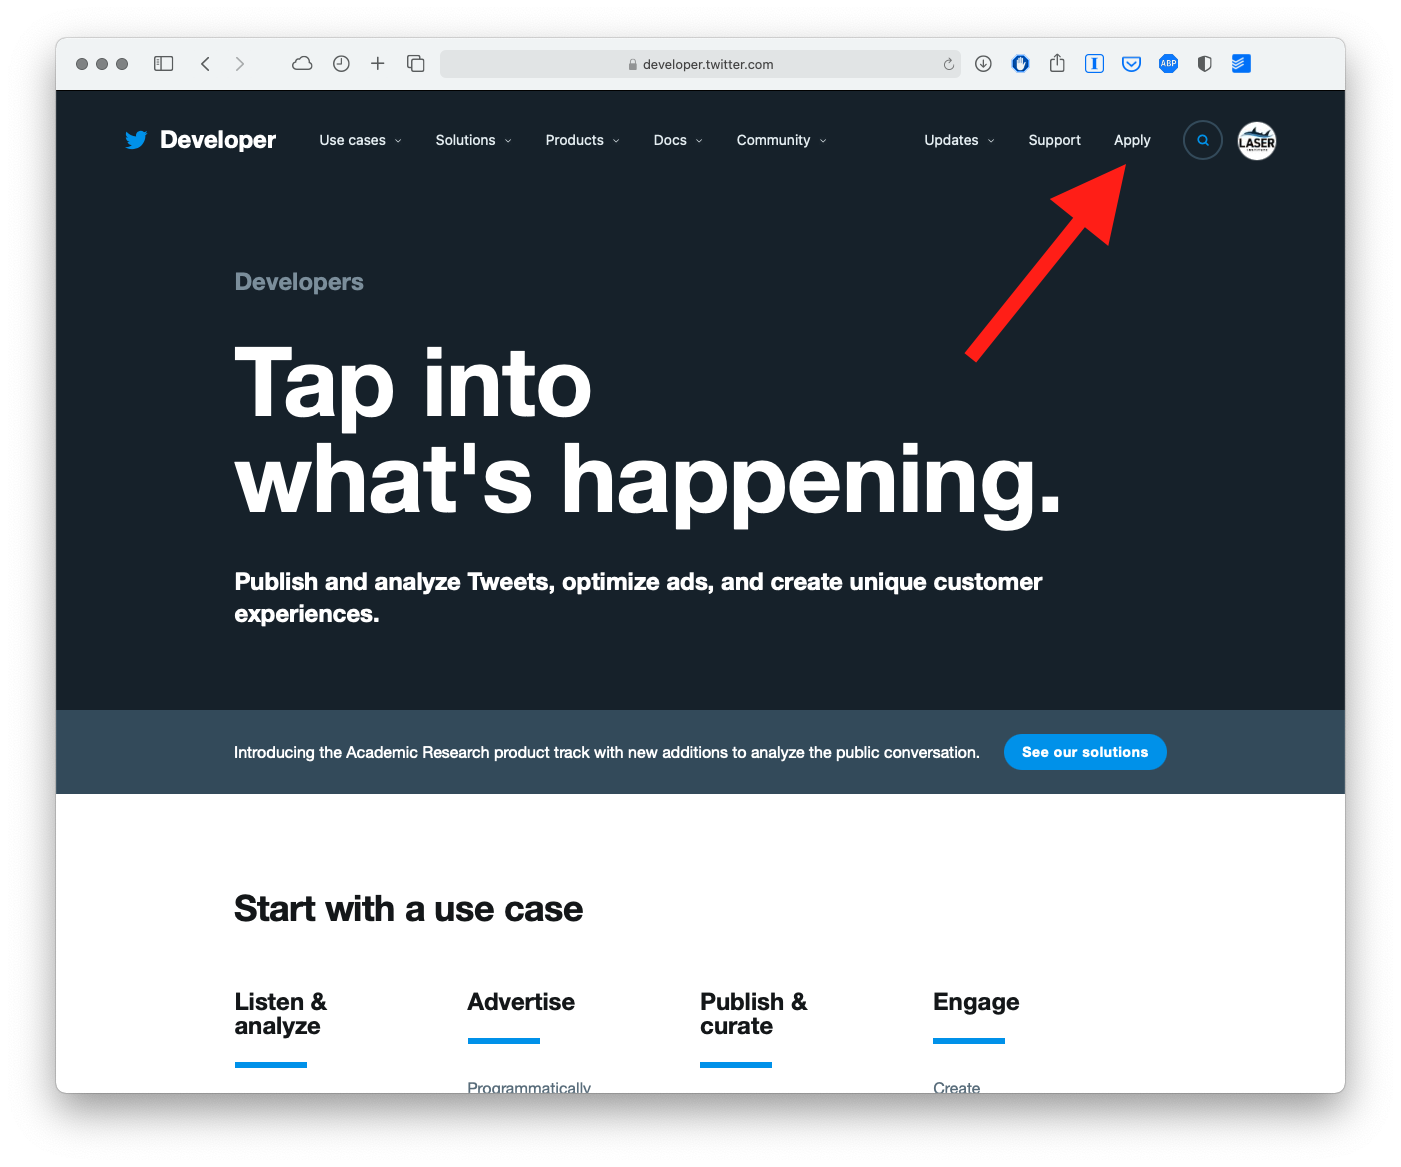 developer.twitter.com
ABP
Developer Use cases Solutions Products Docs Community Updates Support Apply
LASER
Developers
Tap into
what's happening.
Publish and analyze Tweets, optimize ads, and create unique customer
experiences.
Introducing the Academic Research product track with new additions to analyze the public conversation. See our solutions
Start with a use case
Listen &
analyze
Advertise
Programmatically
Publish &
curate
Engage
Create